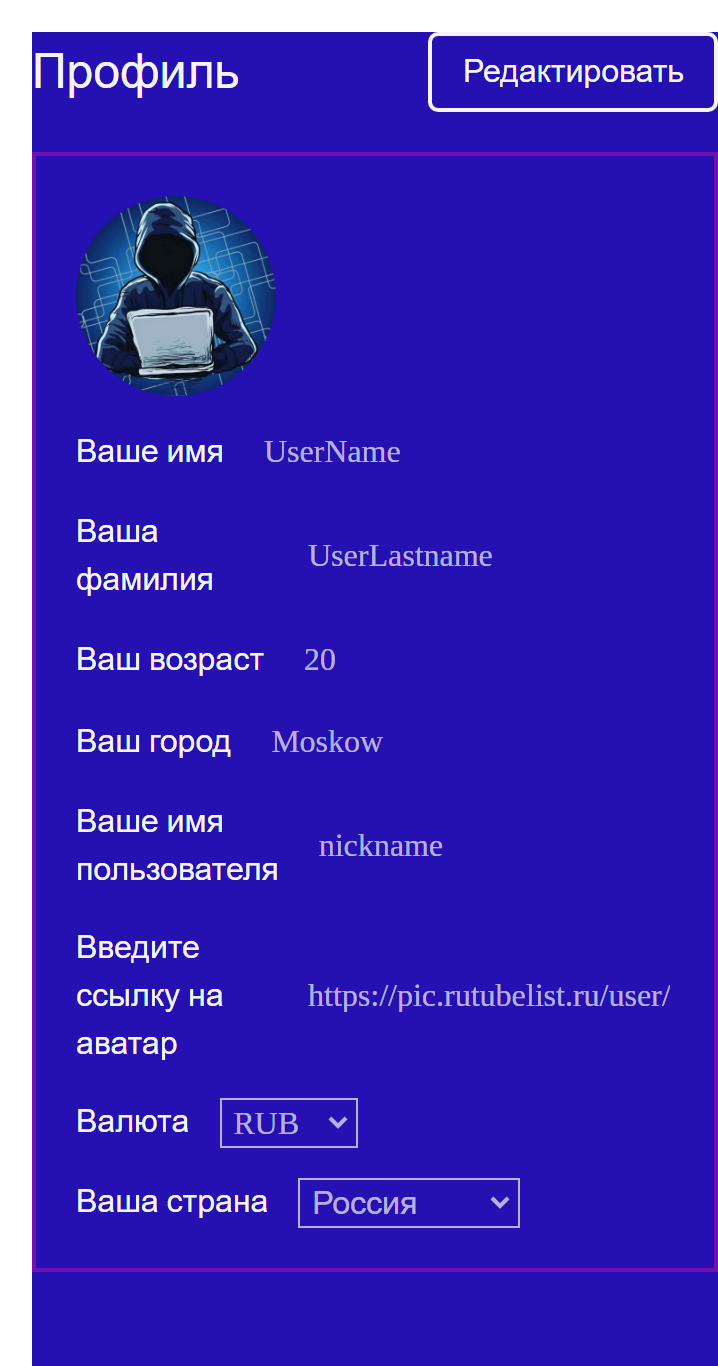 Профиль
Редактировать
Ваше имя UserName
Ваша
фамилия
UserLastname
Ваш возраст 20
Ваш город Moskow
Ваше имя
пользователя
nickname
Введите
ссылку на
аватар
https://pic.rutubelist.ru/user/
Валюта RUB
Ваша страна Россия